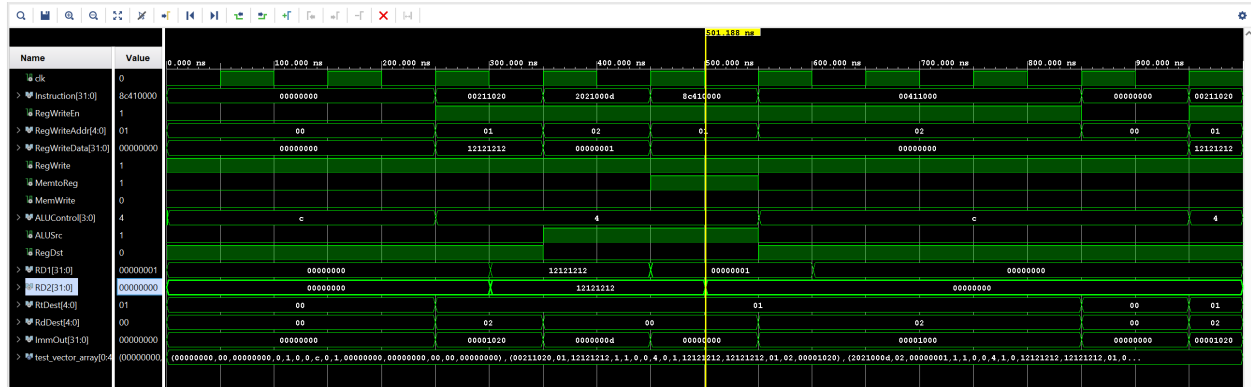 501.188 ns
Name Value 0.000 ns 100.000 ns 200.000 ns 300.000 ns 400.000 ns 500.000 ns 600.000 ns 700.000 ns 800.000 ns 900.000 ns
clk 0
Instruction[31:0] 8c410000 00000000 00211020 2021000d 8c410000 00411000 00000000 00211020
RegWriteEn 1
RegWriteAddr[4:0] 01 00 01 02 01 02 00 01
RegWriteData[31:0] 00000000 00000000 12121212 00000001 00000000 12121212
RegWrite 1
MemtoReg 1
MemWrite 0
ALUControl[3:0] 4 c 4 c 4
ALUSrc 1
RegDst 0
RD1[31:0] 00000001 00000000 12121212 00000001 00000000
RD2[31:0] 00000000 00000000 12121212 00000000
RtDest[4:0] 01 00 01 00 01
RdDest[4:0] 00 00 02 00 02 00 02
ImmOut[31:0] 00000000 00000000 00001020 0000000d 00000000 00001000 00000000 00001020
test_vector_array[0:4 (00000000, (00000000,00,00000000,0,1,0,0,c,0,1,00000000,00000000,00,00,00000000),(00211020,01,12121212,1,1,0,0,4,0,1,12121212,12121212,01,02,00001020),(2021000d,02,00000001,1,1,0,0,4,1,0,12121212,12121212,01,0...